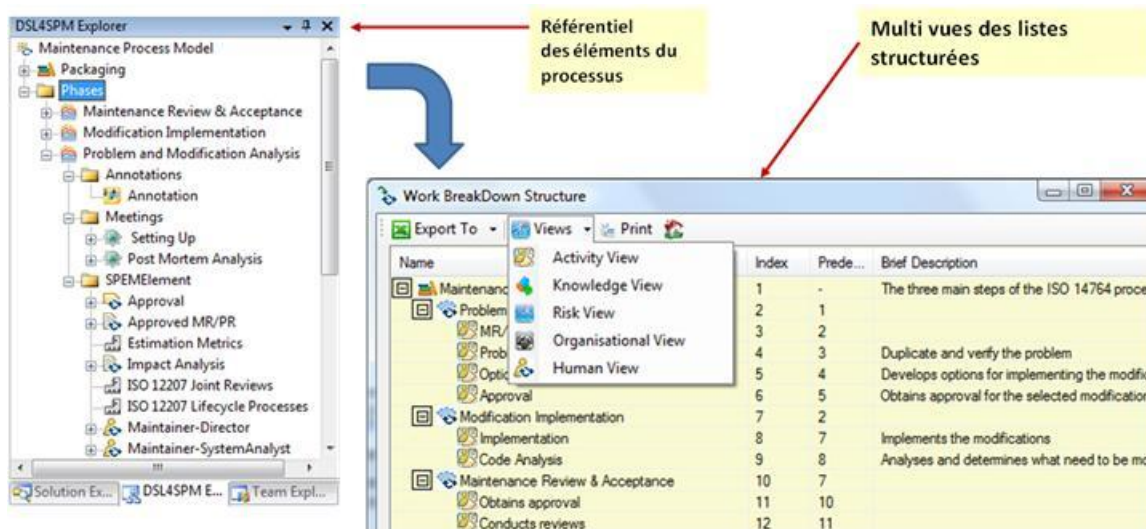 DSL4SPM Explorer
Maintenance Process Model
Packaging
Phases
Maintenance Review & Acceptance
Modification Implementation
Problem and Modification Analysis
Annotations
Annotation
Meetings
Setting Up
Post Mortem Analysis
SPEMElement
Approval
Approved MR/PR
Estimation Metrics
Impact Analysis
ISO 12207 Joint Reviews
ISO 12207 Lifecycle Processes
Maintainer-Director
Maintainer-SystemAnalyst
Solution Ex... DSL4SPM E... Team Expl...
Référentiel
des éléments du
processus
Multi vues des listes
structurées
Work BreakDown Structure
Export To Views Print
Activity View
Knowledge View
Risk View
Organisational View
Human View
Name Index Prede... Brief Description
Maintenanc 1 - The three main steps of the ISO 14764 proce
Problem 2 1
MR/ 3 2
Prob 4 3 Duplicate and verify the problem
Optic 5 4 Develops options for implementing the modific
Approval 6 5 Obtains approval for the selected modification
Modification Implementation 7 2
Implementation 8 7 Implements the modifications
Code Analysis 9 8 Analyses and determines what need to be mo
Maintenance Review & Acceptance 10 7
Obtains approval 11 10
Conducts reviews 12 11